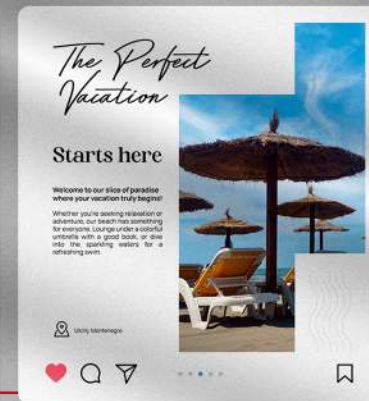 The Perfect
Vacation
Starts here
Welcome to our slice of paradise
where your vacation truly begins!
Whether you're seeking relaxation or
adventure, our beach has something
for everyone. Lounge under a colorful
umbrella with a good book, or dive
into the sparkling waters for a
refreshing swim.
Ulcinj, Montenegro